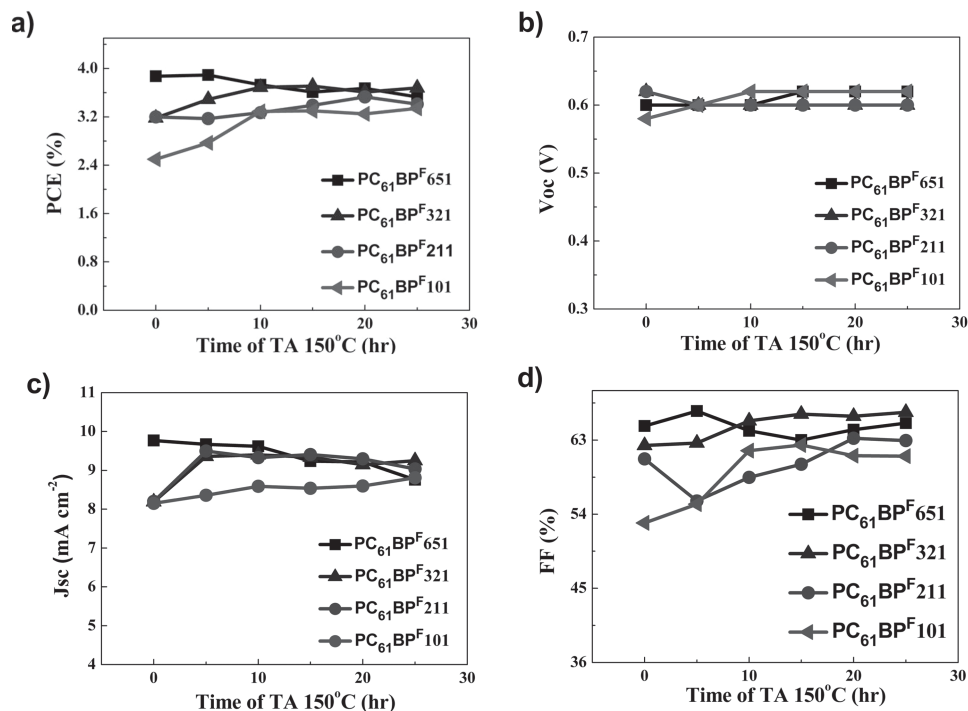 a)
4.0
3.2
2.4
1.6
0.8
0.0
PCE (%)
PC61BPF651
PC61BPF321
PC61BPF211
PC61BPF101
0
10
20
30
Time of TA 150oC (hr)
b)
0.7
0.6
0.5
0.4
0.3
Voc (V)
PC61BPF651
PC61BPF321
PC61BPF211
PC61BPF101
0
10
20
30
Time of TA 150oC (hr)
c)
11
10
9
8
7
6
5
4
Jsc (mA cm-2)
PC61BPF651
PC61BPF321
PC61BPF211
PC61BPF101
0
10
20
30
Time of TA 150oC (hr)
d)
63
54
45
36
FF (%)
PC61BPF651
PC61BPF321
PC61BPF211
PC61BPF101
0
10
20
30
Time of TA 150oC (hr)